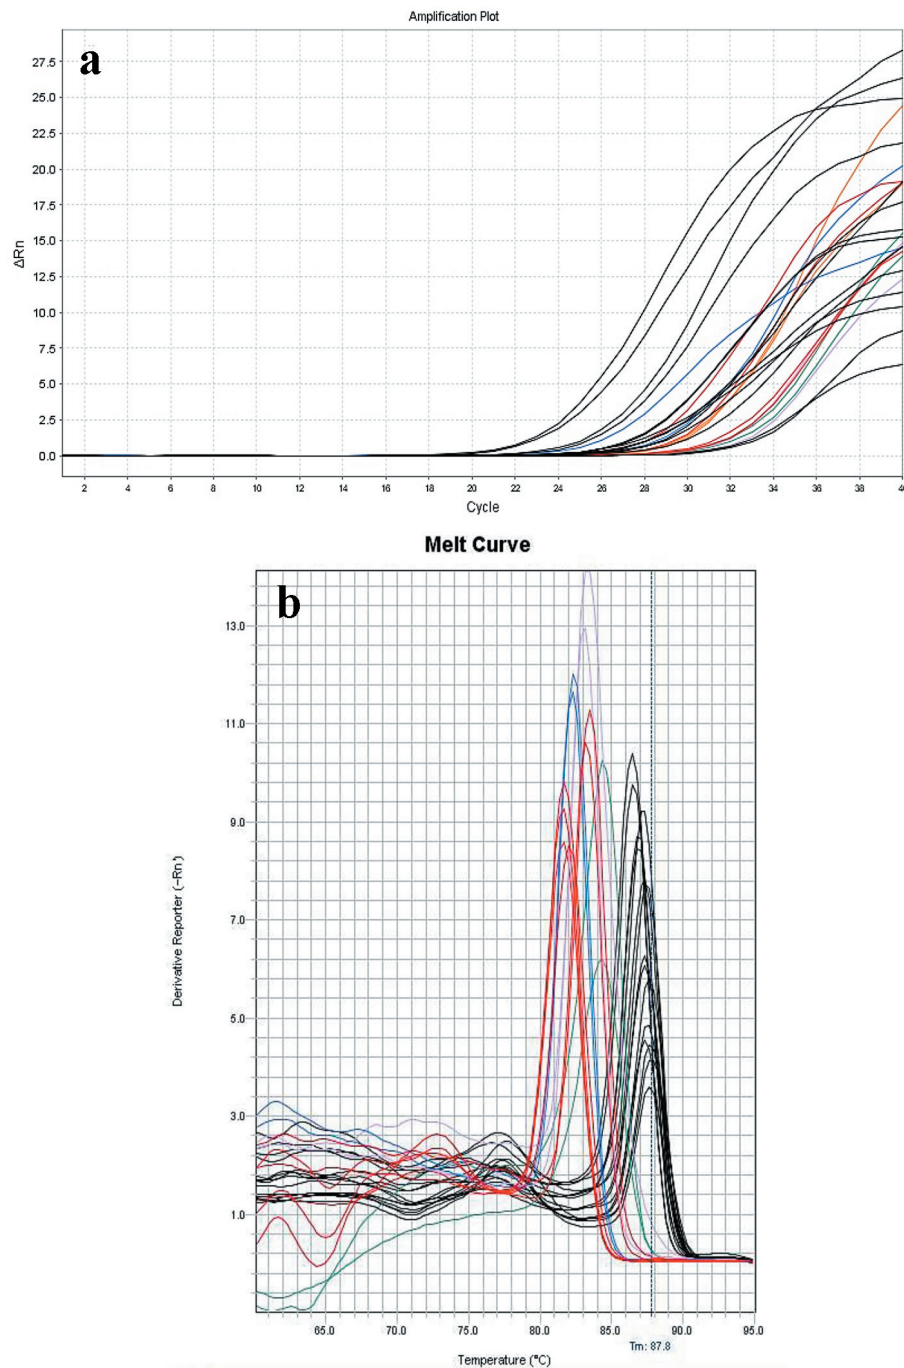 Amplification Plot
a
27.5
25.0
22.5
20.0
17.5
15.0
12.5
10.0
7.5
5.0
2.5
0.0
ΔRn
2 4 6 8 10 12 14 16 18 20 22 24 26 28 30 32 34 36 38 4
Cycle
Melt Curve
b
13.0
11.0
9.0
7.0
5.0
3.0
1.0
Derivative Reporter (-Rn')
65.0 70.0 75.0 80.0 85.0 90.0 95.0
Tm: 87.8
Temperature (°C)